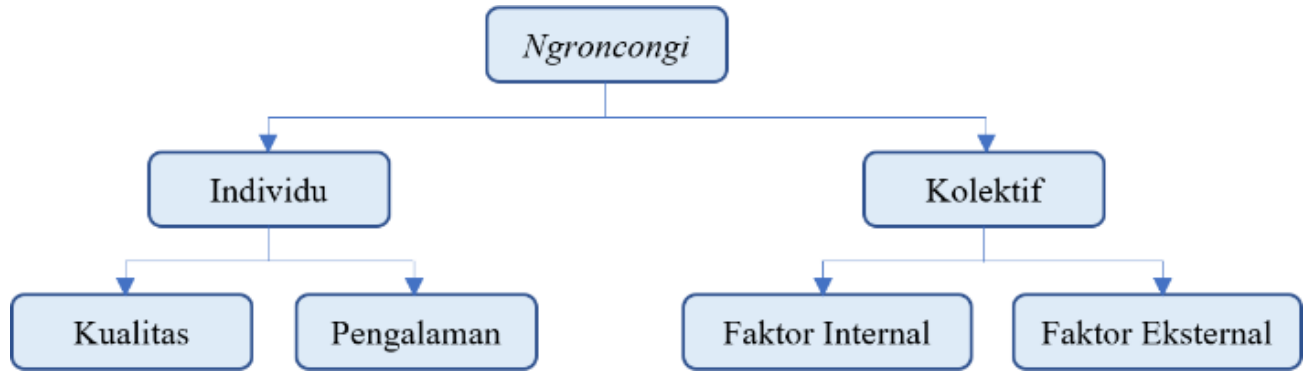 Ngroncongi
Individu
Kolektif
Kualitas
Pengalaman
Faktor Internal
Faktor Eksternal